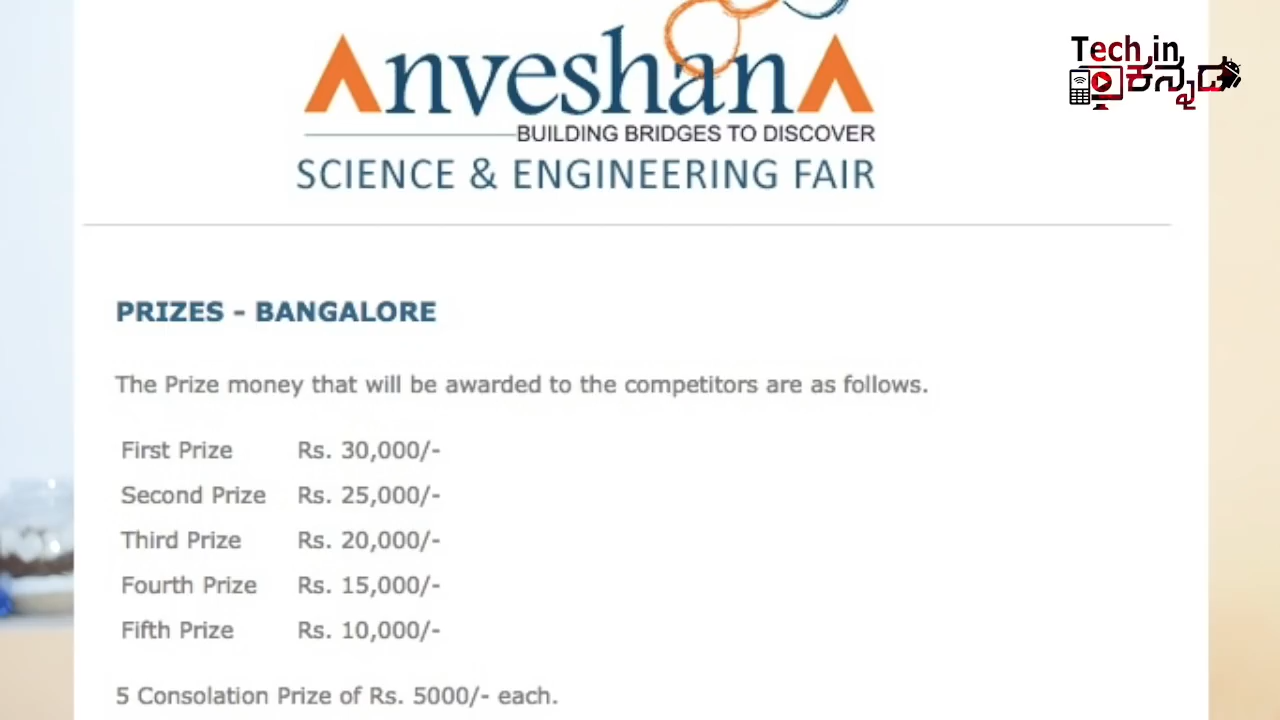 Tech in
ಕನ್ನಡ
AnveshanA
BUILDING BRIDGES TO DISCOVER
SCIENCE & ENGINEERING FAIR
PRIZES - BANGALORE
The Prize money that will be awarded to the competitors are as follows.
First Prize Rs. 30,000/-
Second Prize Rs. 25,000/-
Third Prize Rs. 20,000/-
Fourth Prize Rs. 15,000/-
Fifth Prize Rs. 10,000/-
5 Consolation Prize of Rs. 5000/- each.